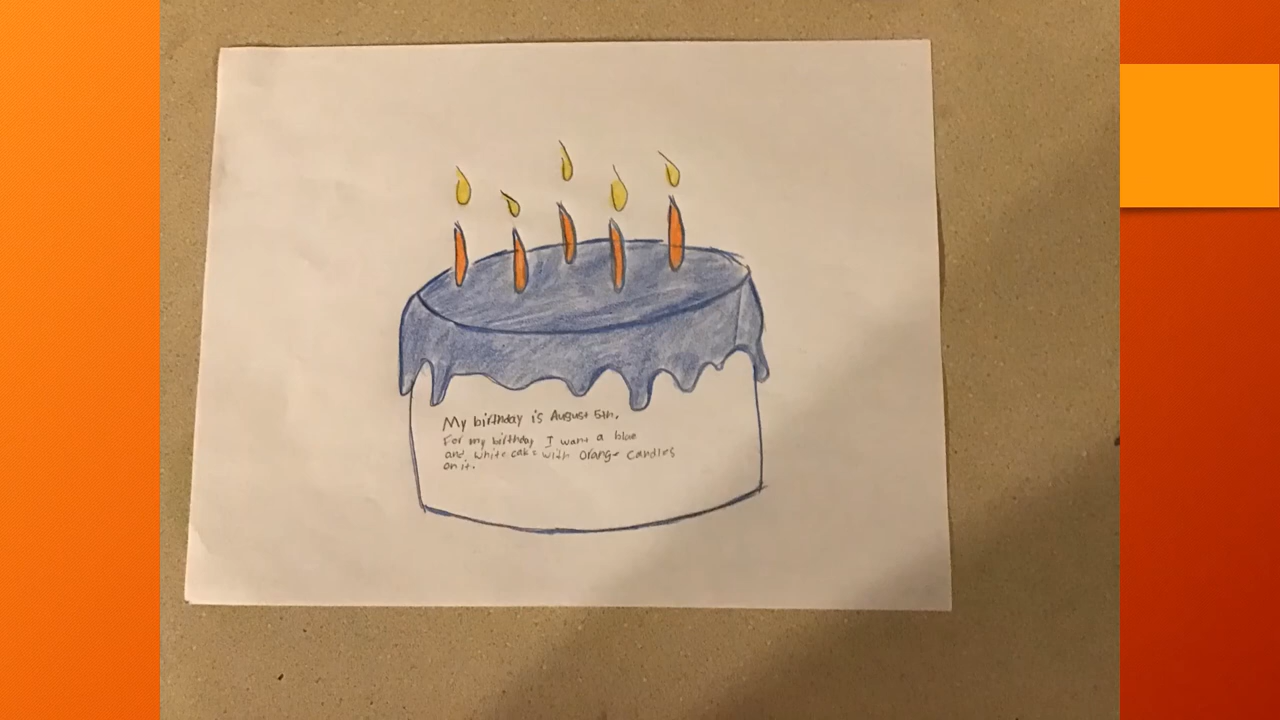 My birthday is August 5th.
For my birthday I want a blue
and white cake with orange candles
on it.